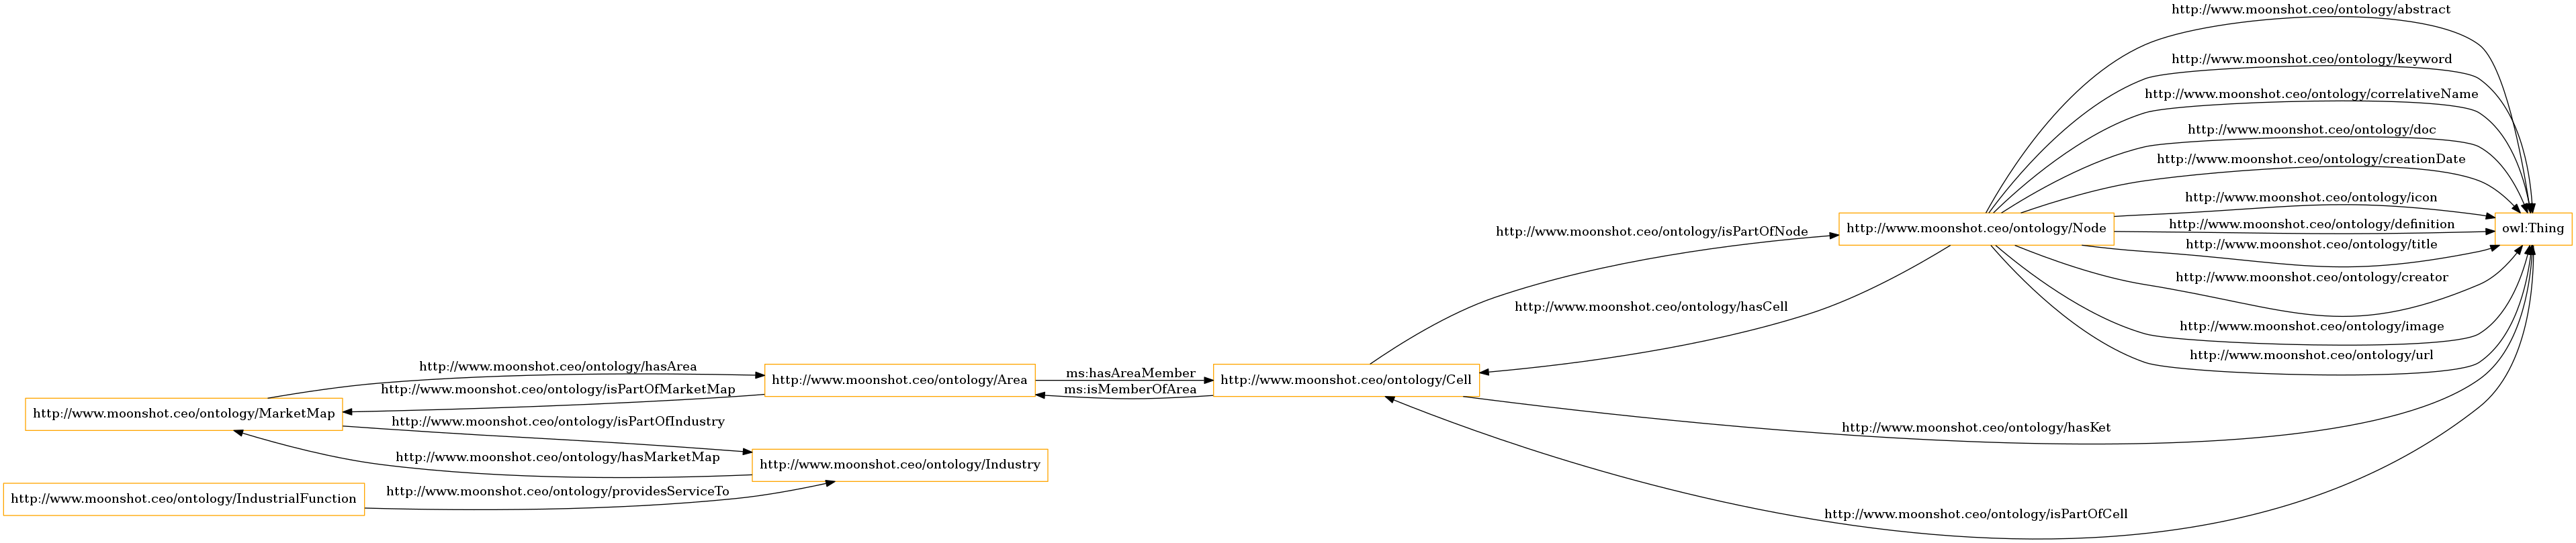 http://www.moonshot.ceo/ontology/abstract
http://www.moonshot.ceo/ontology/keyword
http://www.moonshot.ceo/ontology/correlativeName
http://www.moonshot.ceo/ontology/doc
http://www.moonshot.ceo/ontology/creationDate
http://www.moonshot.ceo/ontology/icon
http://www.moonshot.ceo/ontology/isPartOfNode
http://www.moonshot.ceo/ontology/Node
http://www.moonshot.ceo/ontology/definition
owl:Thing
http://www.moonshot.ceo/ontology/title
http://www.moonshot.ceo/ontology/creator
http://www.moonshot.ceo/ontology/hasCell
http://www.moonshot.ceo/ontology/image
http://www.moonshot.ceo/ontology/url
http://www.moonshot.ceo/ontology/hasArea
http://www.moonshot.ceo/ontology/Area
ms:hasAreaMember
http://www.moonshot.ceo/ontology/Cell
http://www.moonshot.ceo/ontology/isPartOfMarketMap
ms:isMemberOfArea
http://www.moonshot.ceo/ontology/MarketMap
http://www.moonshot.ceo/ontology/isPartOfIndustry
http://www.moonshot.ceo/ontology/hasKet
http://www.moonshot.ceo/ontology/hasMarketMap
http://www.moonshot.ceo/ontology/Industry
http://www.moonshot.ceo/ontology/IndustrialFunction
http://www.moonshot.ceo/ontology/providesServiceTo
http://www.moonshot.ceo/ontology/isPartOfCell